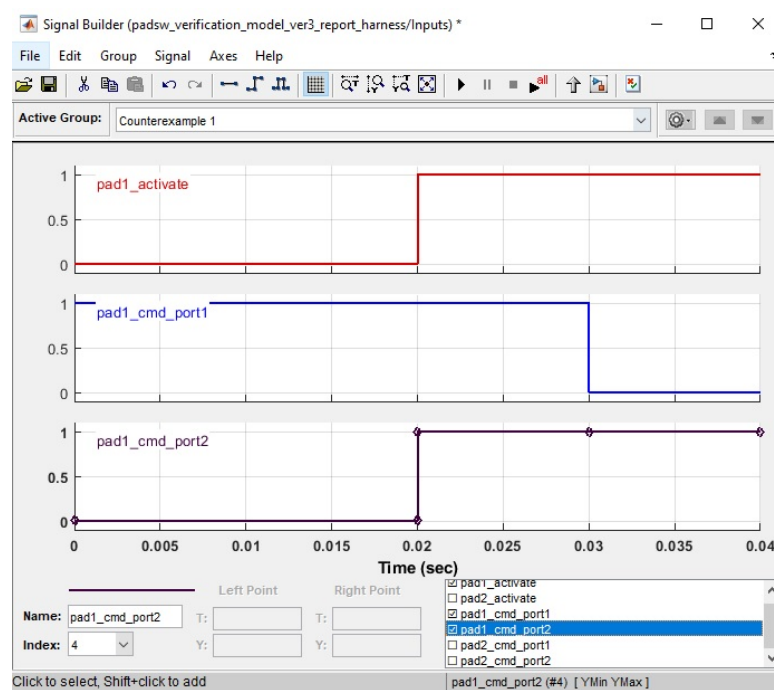 Signal Builder (padsw_verification_model_ver3_report_harness/Inputs) *
File Edit Group Signal Axes Help
all
Active Group: Counterexample 1
1
pad1_activate
0.5
0
1
pad1_cmd_port1
0.5
0
1
pad1_cmd_port2
0.5
0
0 0.005 0.01 0.015 0.02 0.025 0.03 0.035 0.04
Time (sec)
Left Point Right Point
Name: pad1_cmd_port2 T: T:
Index: 4 Y: Y:
pad1_activate
pad2_activate
pad1_cmd_port1
pad1_cmd_port2
pad2_cmd_port1
pad2_cmd_port2
Click to select, Shift+click to add pad1_cmd_port2 (#4) [ YMin YMax ]